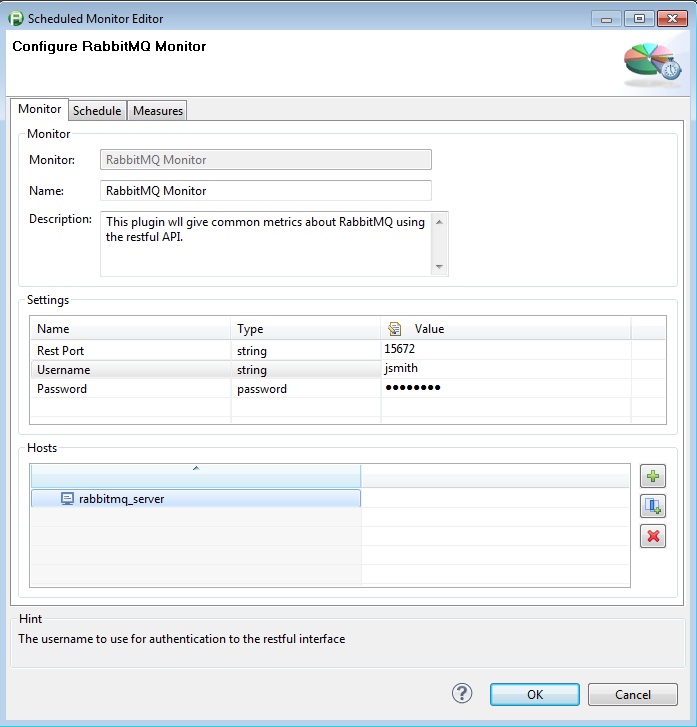 Scheduled Monitor Editor
Configure RabbitMQ Monitor
Monitor Schedule Measures
Monitor
Monitor: RabbitMQ Monitor
Name: RabbitMQ Monitor
Description: This plugin wll give common metrics about RabbitMQ using
the restful API.
Settings
Name Type Value
Rest Port string 15672
Username string jsmith
Password password ●●●●●●●●
Hosts
rabbitmq_server
Hint
The username to use for authentication to the restful interface
? OK Cancel